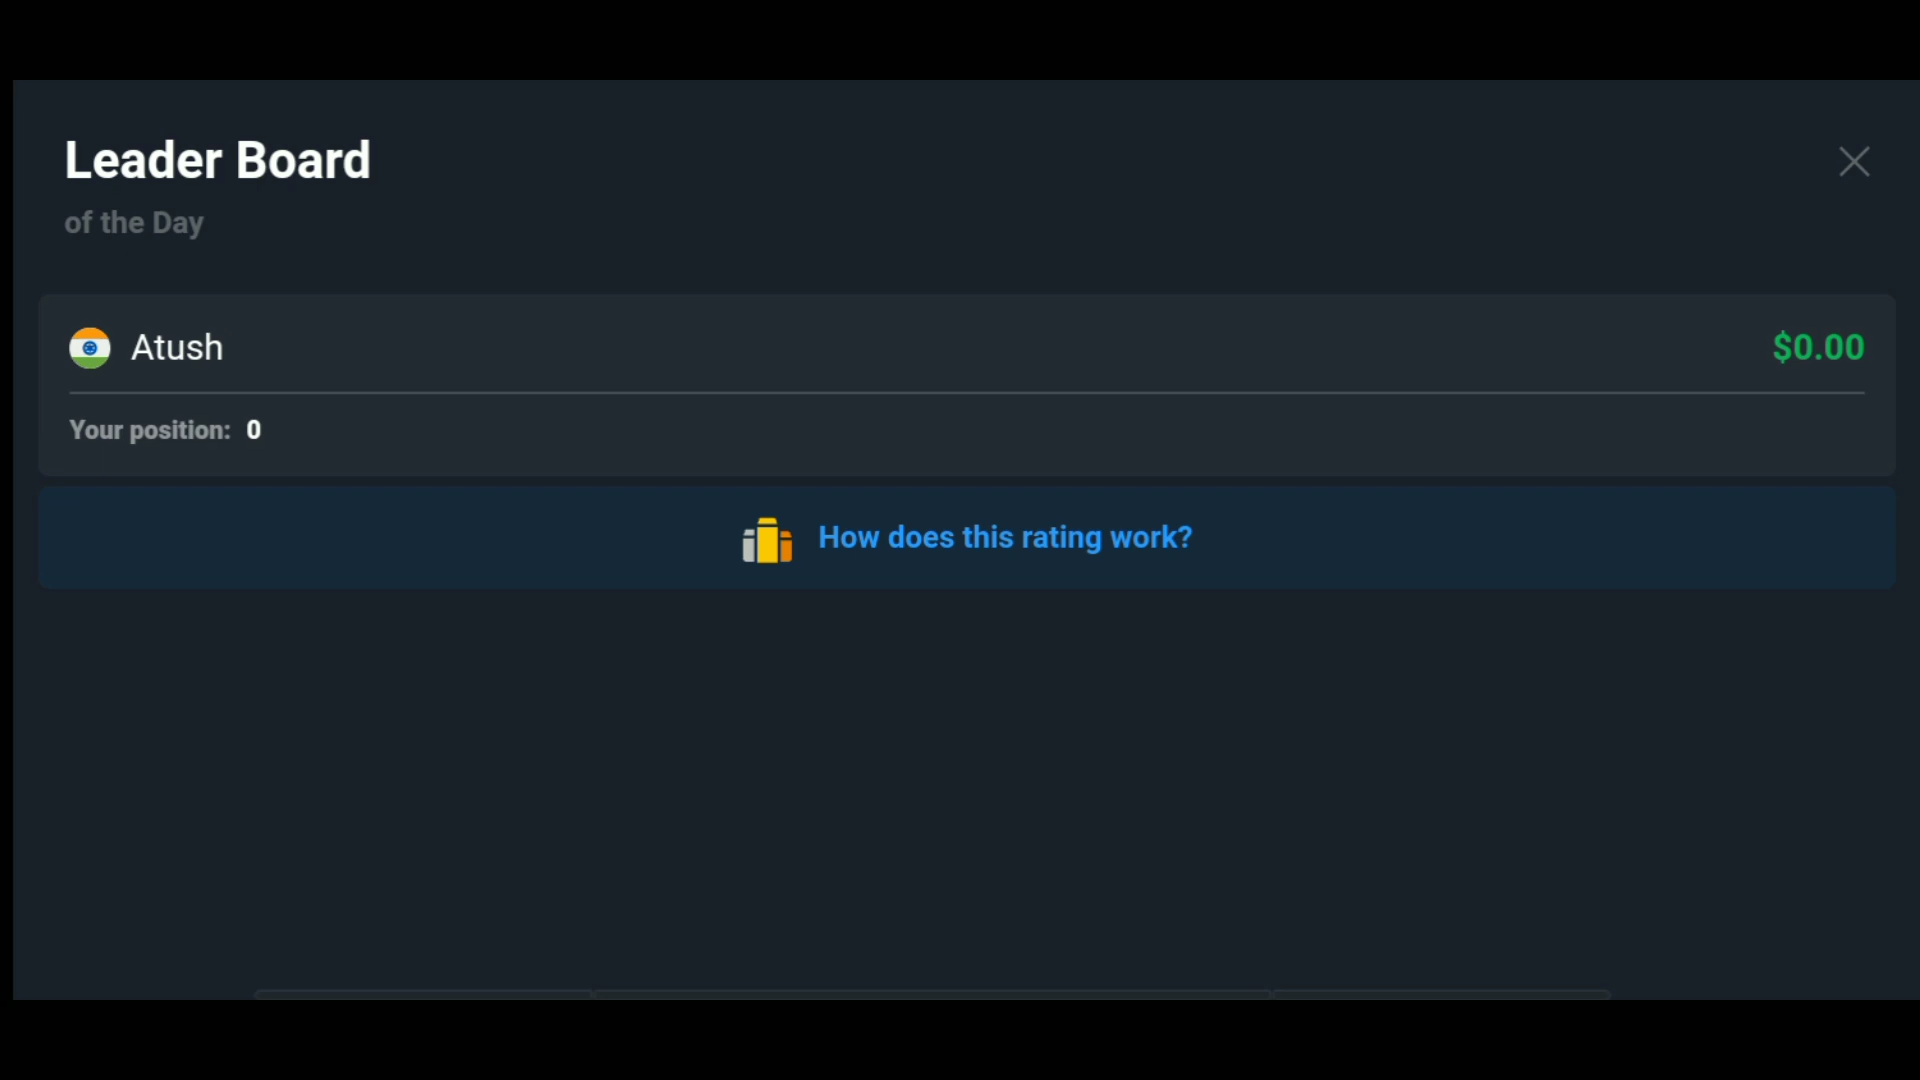 Leader Board
of the Day
Atush
$0.00
Your position: 0
How does this rating work?